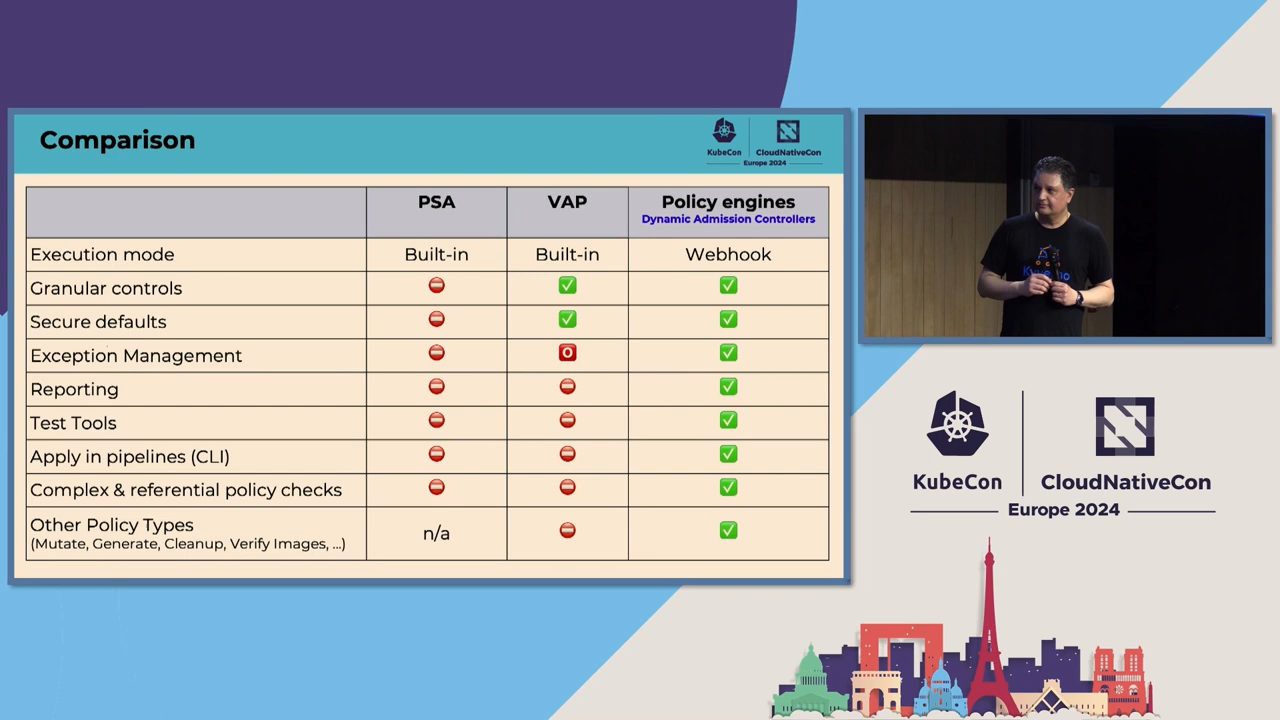 Comparison
KubeCon
CloudNativeCon
Europe 2024
PSA
VAP
Policy engines
Dynamic Admission Controllers
Execution mode
Built-in
Built-in
Webhook
Granular controls
Secure defaults
Exception Management
Reporting
Test Tools
Apply in pipelines (CLI)
Complex & referential policy checks
Other Policy Types
(Mutate, Generate, Cleanup, Verify Images, ...)
n/a
KubeCon
CloudNativeCon
Europe 2024